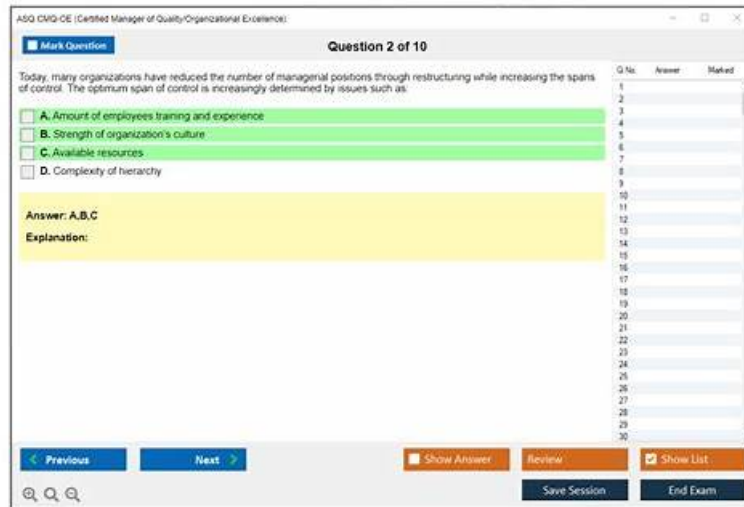 ASQ CMQ-OE (Certified Manager of Quality/Organizational Excellence)
Mark Question
Question 2 of 10
Today, many organizations have reduced the number of managerial positions through restructuring while increasing the spans
of control. The optimum span of control is increasingly determined by issues such as:
A. Amount of employees training and experience
B. Strength of organization's culture
C. Available resources
D. Complexity of hierarchy
Answer: A,B,C
Explanation:
Q No. Answer Marked
1
2
3
4
5
6
7
8
9
10
11
12
13
14
15
16
17
18
19
20
21
22
23
24
25
26
27
28
29
30
Previous
Next
Show Answer
Review
Show List
Save Session
End Exam